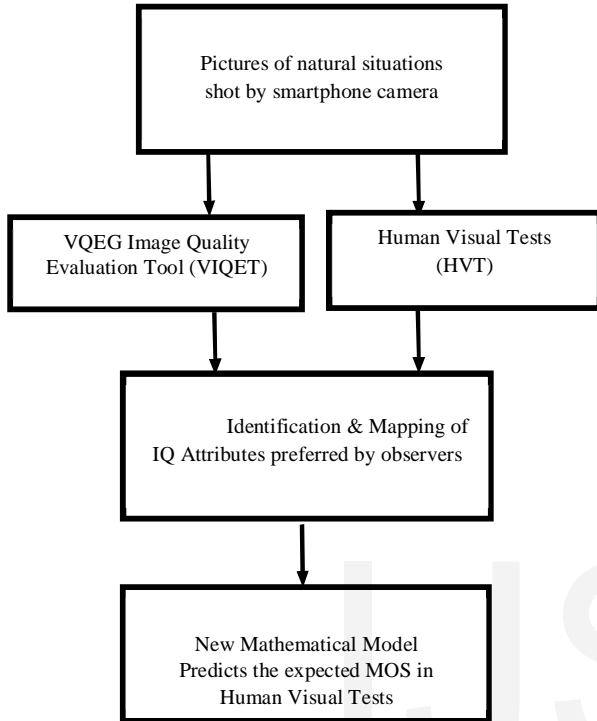 Pictures of natural situations
shot by smartphone camera
VQEG Image Quality
Evaluation Tool (VIQET)
Human Visual Tests
(HVT)
Identification & Mapping of
IQ Attributes preferred by observers
New Mathematical Model
Predicts the expected MOS in
Human Visual Tests